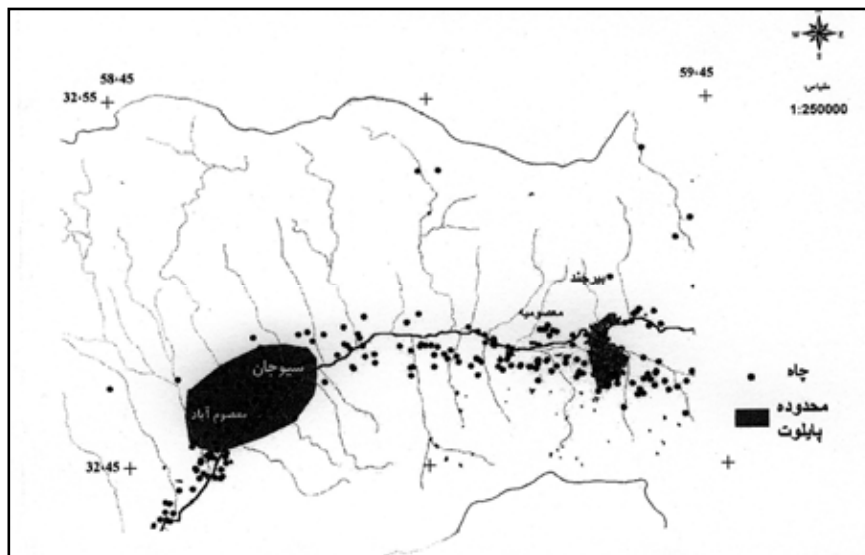 N
W E
S
58،45
59،45
32،55
مقیاس
1:250000
بیرجند
معصومیه
سیوجان
معصوم آباد
چاه
محدوده
پایلوت
32،45